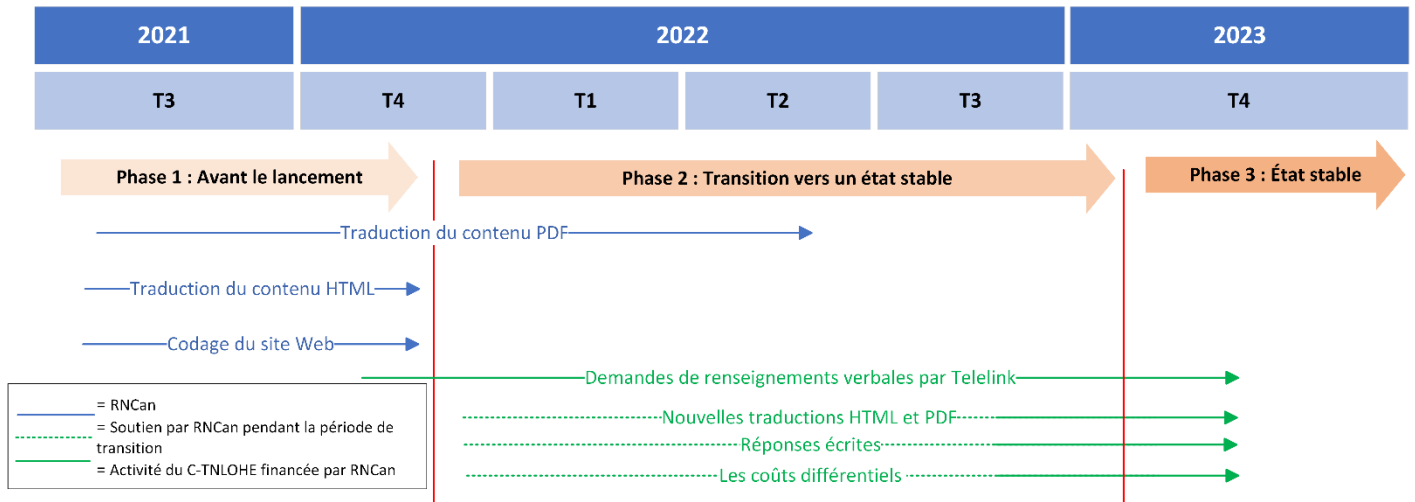 2021 2022 2023
T3 T4 T1 T2 T3 T4
Phase 1 : Avant le lancement
Phase 2 : Transition vers un état stable
Phase 3 : État stable
Traduction du contenu PDF
Traduction du contenu HTML
Codage du site Web
Demandes de renseignements verbales par Telelink
Nouvelles traductions HTML et PDF
Réponses écrites
Les coûts différentiels
= RNCan
= Soutien par RNCan pendant la période de
transition
= Activité du C-TNLOHE financée par RNCan